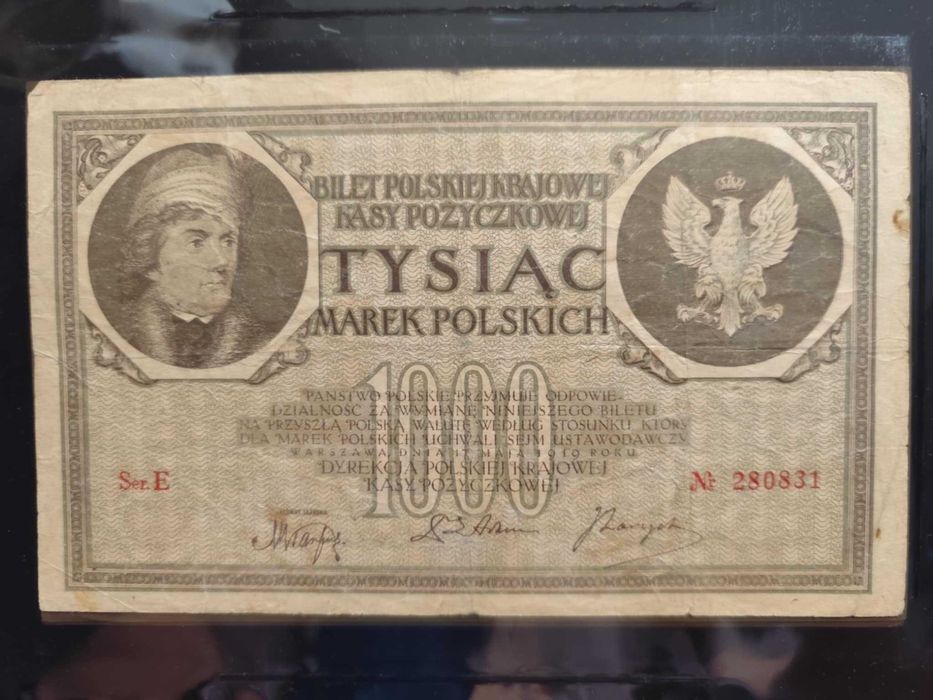 BILET POLSKIEJ KRAJOWEJ
KASY POŻYCZKOWEJ
TYSIĄC
MAREK POLSKICH
1000
PAŃSTWO POLSKIE PRZYJMUJE ODPOWIE-
DZIALNOŚĆ ZA WYMIANĘ NINIEJSZEGO BILETU
NA PRZYSZŁĄ POLSKĄ WALUTĘ WEDŁUG STOSUNKU, KTÓRY
DLA MAREK POLSKICH UCHWALI SEJM USTAWODAWCZY
WARSZAWA, DNIA 17 MAJA 1919 ROKU
DYREKCJA POLSKIEJ KRAJOWEJ
KASY POŻYCZKOWEJ
Ser. E
№ 280831